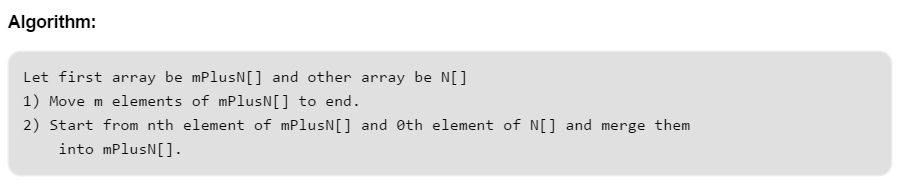 Algorithm:
Let first array be mPlusN[] and other array be N[]
1) Move m elements of mPlusN[] to end.
2) Start from nth element of mPlusN[] and 0th element of N[] and merge them
into mPlusN[].